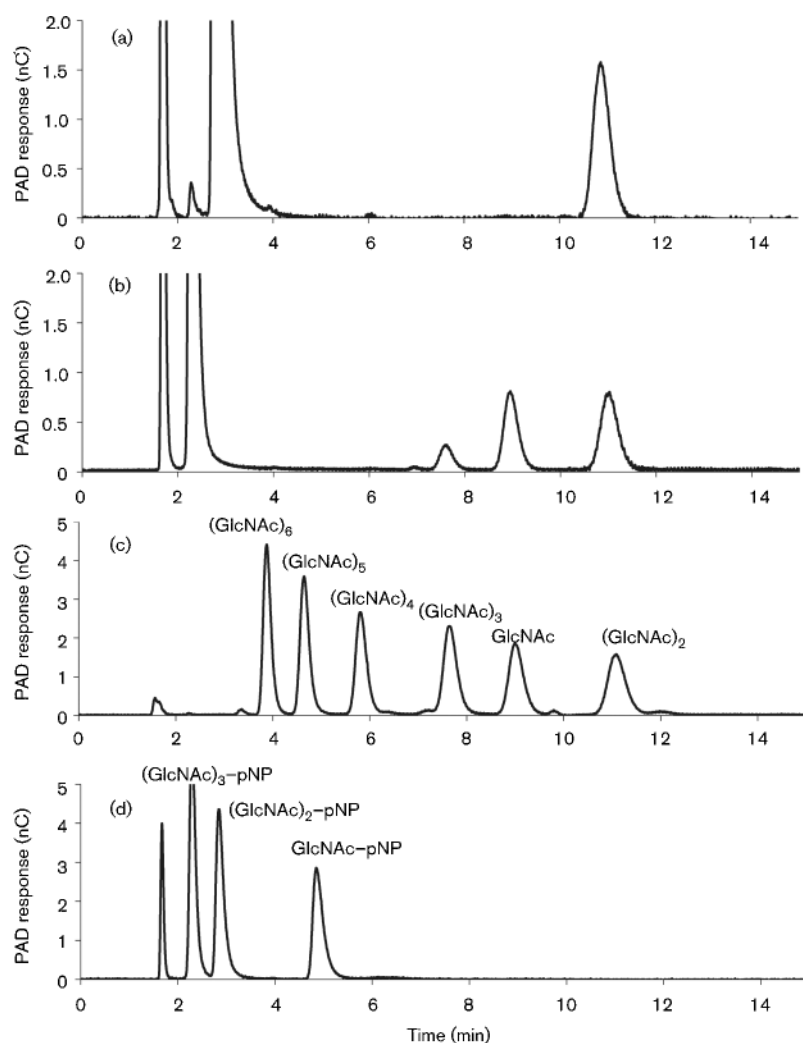 (a)
PAD response (nC)
2.0
1.5
1.0
0.5
0
0 2 4 6 8 10 12 14
(b)
PAD response (nC)
2.0
1.5
1.0
0.5
0
0 2 4 6 8 10 12 14
(c)
PAD response (nC)
5
4
3
2
1
0
(GlcNAc)6
(GlcNAc)5
(GlcNAc)4
(GlcNAc)3
GlcNAc
(GlcNAc)2
0 2 4 6 8 10 12 14
(d)
PAD response (nC)
5
4
3
2
1
0
(GlcNAc)3–pNP
(GlcNAc)2–pNP
GlcNAc–pNP
0 2 4 6 8 10 12 14
Time (min)